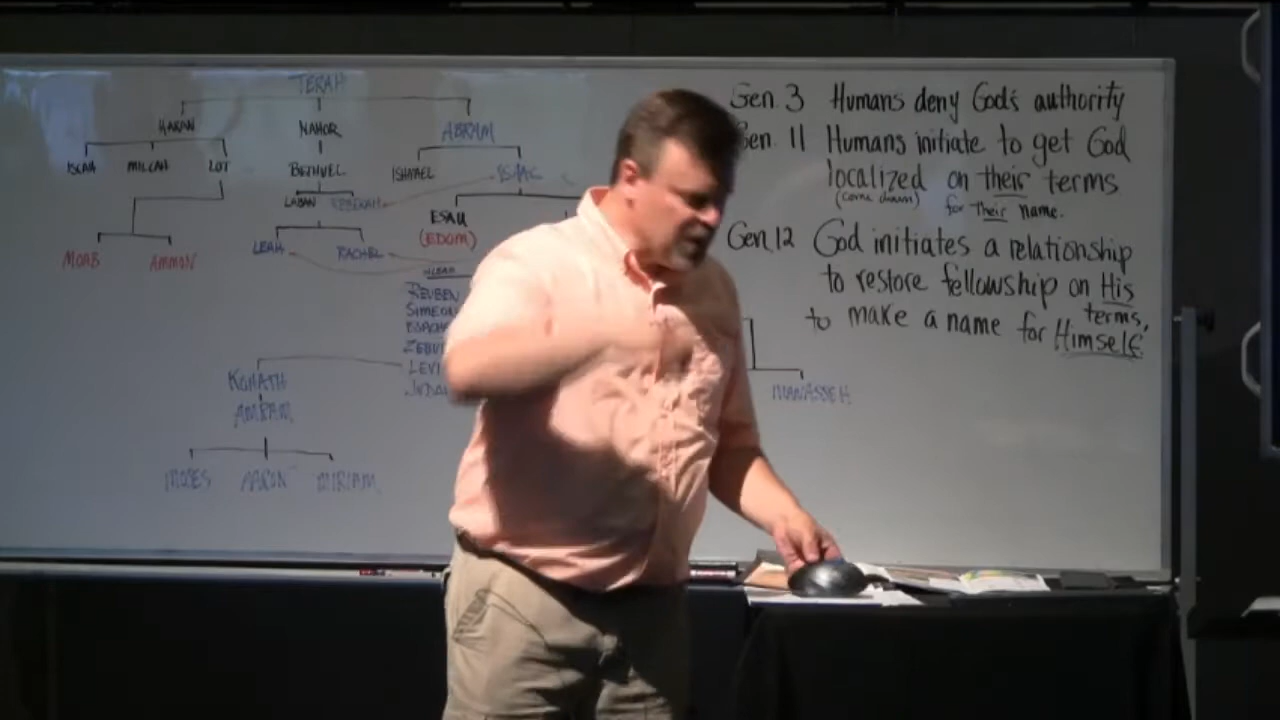 TERAH
HARAN NAHOR ABRAM
ISCAH MILCAH LOT BETHUEL ISHMAEL ISAAC
LABAN REBEKAH
ESAU
(EDOM)
LEAH RACHEL
MOAB AMMON
REUBEN
SIMEON
ISSACH
ZEBU
LEVI
JUDA
KOHATH
AMRAM
MOSES AARON MIRIAM
MANASSEH
Gen. 3 Humans deny God's authority
Gen. 11 Humans initiate to get God
localized on their terms
(come down) for Their name.
Gen. 12 God initiates a relationship
to restore fellowship on His
terms,
to make a name for Himself.